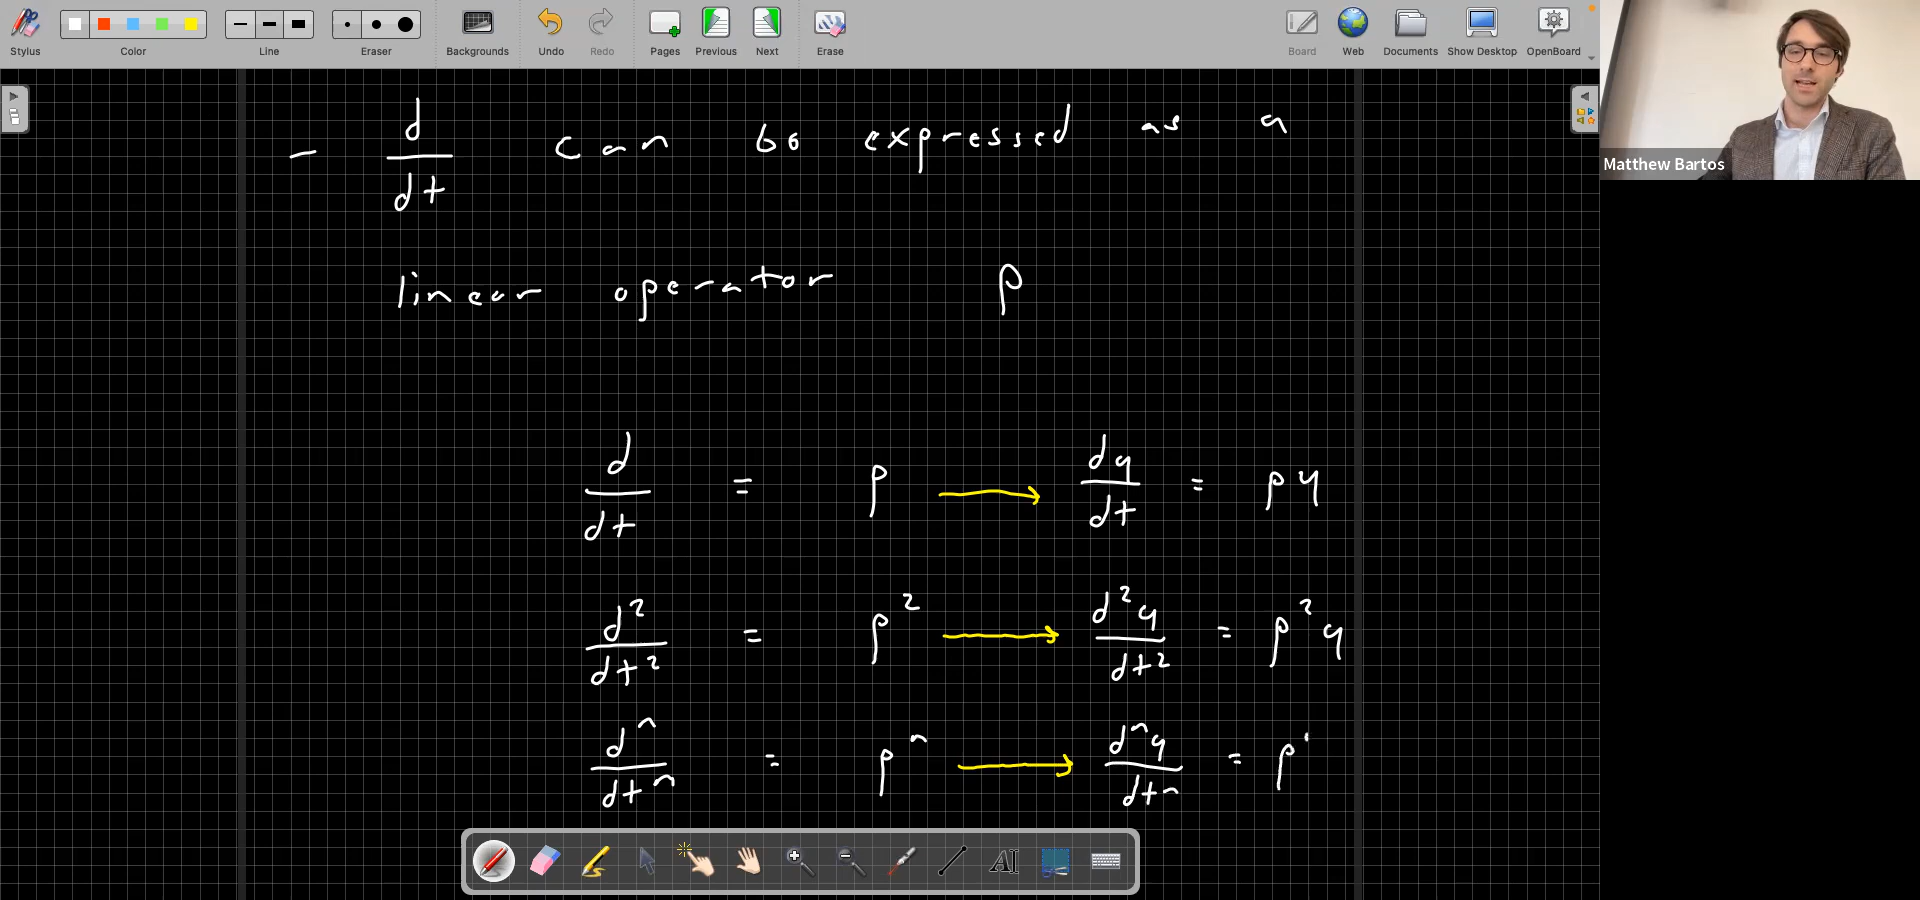 Stylus Color Line Eraser Backgrounds Undo Redo Pages Previous Next Erase Board Web Documents Show Desktop OpenBoard
Matthew Bartos
- d/dt can be expressed as a
linear operator p
d/dt = p → dy/dt = py
d²/dt² = p² → d²y/dt² = p²y
dⁿ/dtⁿ = pⁿ → dⁿy/dtⁿ = p
AI